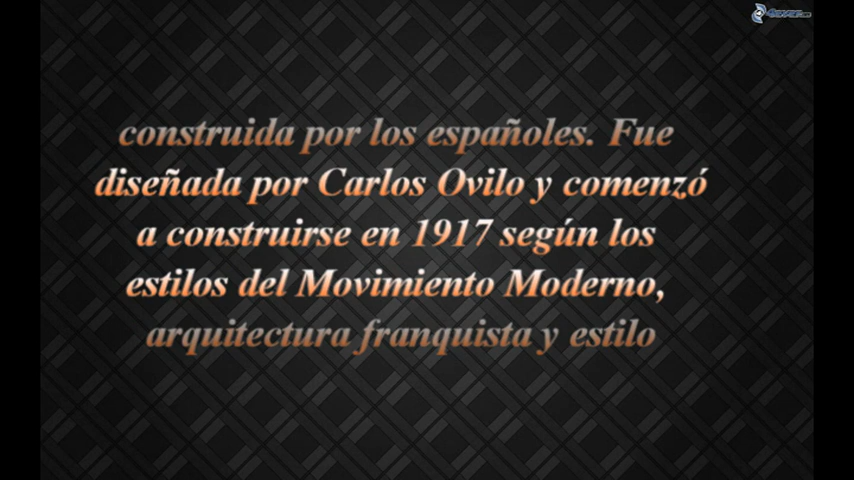 construida por los españoles. Fue
diseñada por Carlos Ovilo y comenzó
a construirse en 1917 según los
estilos del Movimiento Moderno,
arquitectura franquista y estilo